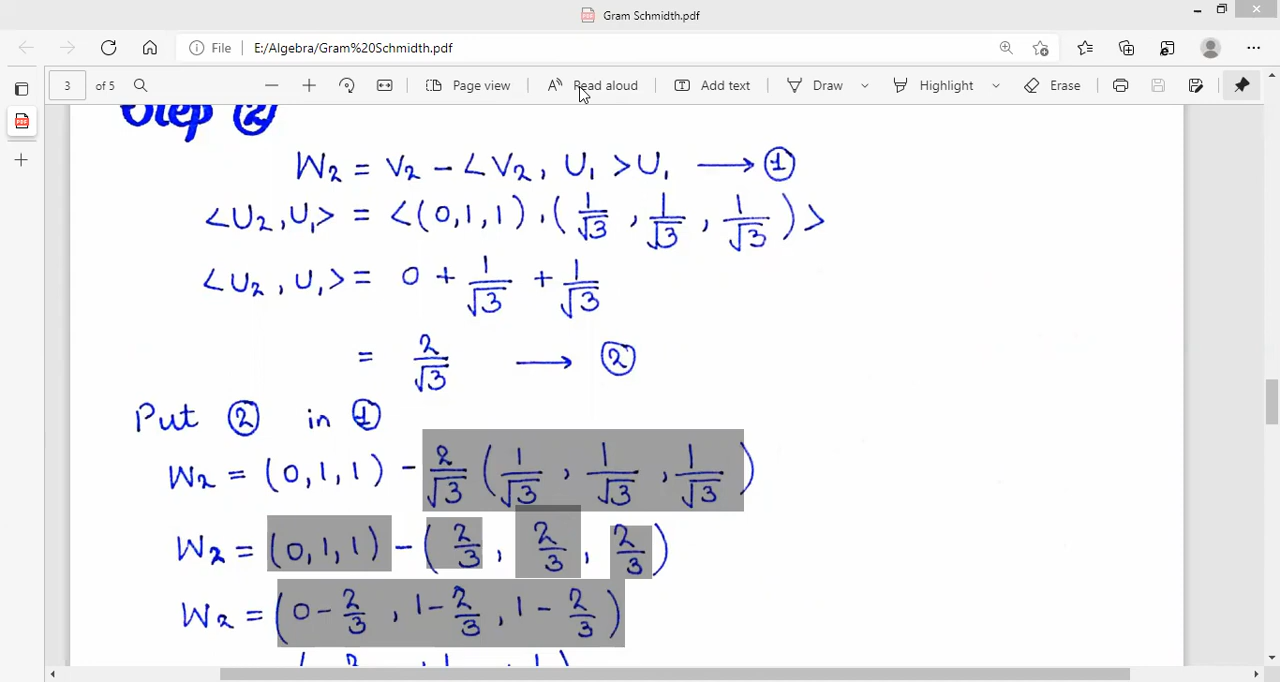 Gram Schmidth.pdf
File | E:/Algebra/Gram%20Schmidth.pdf
3 of 5 Page view Read aloud Add text Draw Highlight Erase
Step ②
W₂ = V₂ - <V₂, U₁>U₁ → ①
<U₂,U₁> = <(0,1,1),(1/√3, 1/√3, 1/√3)>
<U₂, U₁> = 0 + 1/√3 + 1/√3
= 2/√3 → ②
Put ② in ①
W₂ = (0,1,1) - 2/√3 (1/√3, 1/√3, 1/√3)
W₂ = (0,1,1) - (2/3, 2/3, 2/3)
W₂ = (0 - 2/3, 1 - 2/3, 1 - 2/3)